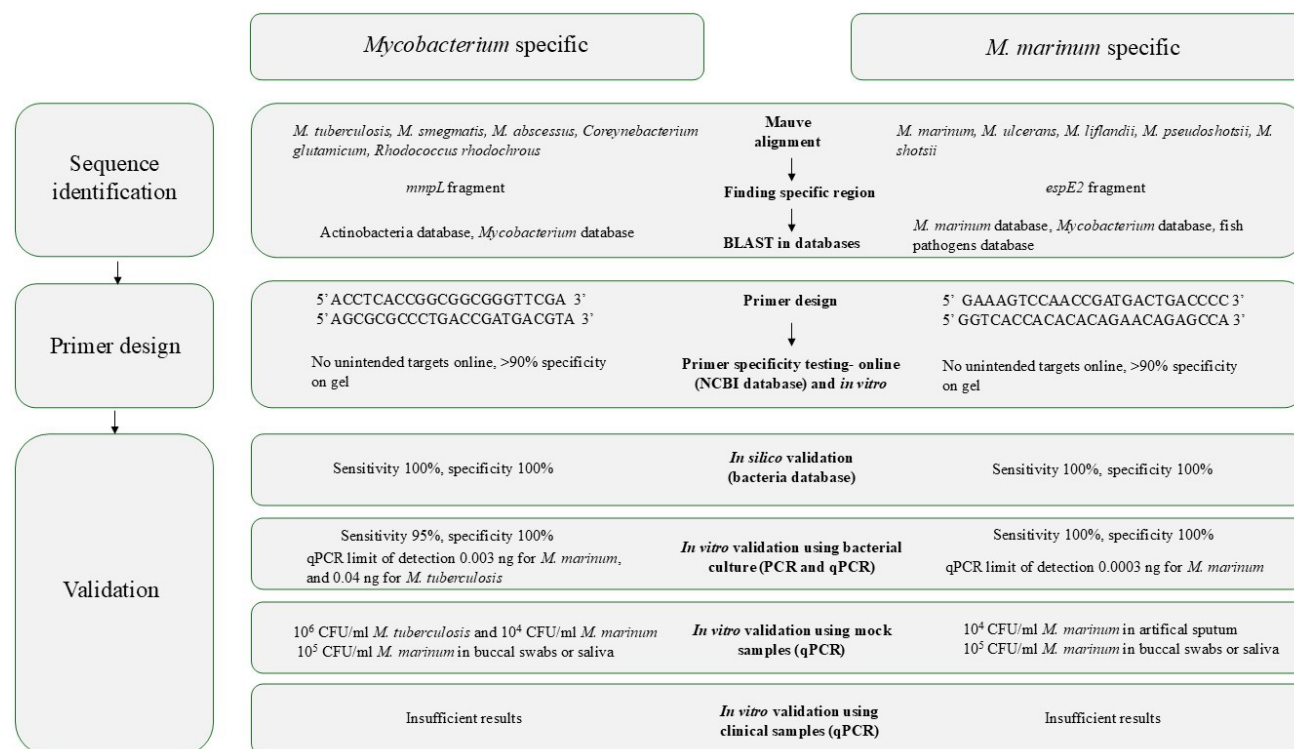 Mycobacterium specific
M. marinum specific
Sequence
identification
M. tuberculosis, M. smegmatis, M. abscessus, Coreynebacterium
glutamicum, Rhodococcus rhodochrous
mmpL fragment
Actinobacteria database, Mycobacterium database
Mauve
alignment
Finding specific region
BLAST in databases
M. marinum, M. ulcerans, M. liflandii, M. pseudoshotsii, M.
shotsii
espE2 fragment
M. marinum database, Mycobacterium database, fish
pathogens database
Primer design
5’ ACCTCACCGGCGGCGGGTTCGA 3’
5’ AGCGCGCCCTGACCGATGACGTA 3’
No unintended targets online, >90% specificity
on gel
Primer design
Primer specificity testing- online
(NCBI database) and in vitro
5’ GAAAGTCCAACCGATGACTGACCCC 3’
5’ GGTCACCACACACAGAACAGAGCCA 3’
No unintended targets online, >90% specificity
on gel
Validation
Sensitivity 100%, specificity 100%
In silico validation
(bacteria database)
Sensitivity 100%, specificity 100%
Sensitivity 95%, specificity 100%
qPCR limit of detection 0.003 ng for M. marinum,
and 0.04 ng for M. tuberculosis
In vitro validation using bacterial
culture (PCR and qPCR)
Sensitivity 100%, specificity 100%
qPCR limit of detection 0.0003 ng for M. marinum
10⁶ CFU/ml M. tuberculosis and 10⁴ CFU/ml M. marinum
10⁵ CFU/ml M. marinum in buccal swabs or saliva
In vitro validation using mock
samples (qPCR)
10⁴ CFU/ml M. marinum in artifical sputum
10⁵ CFU/ml M. marinum in buccal swabs or saliva
Insufficient results
In vitro validation using
clinical samples (qPCR)
Insufficient results